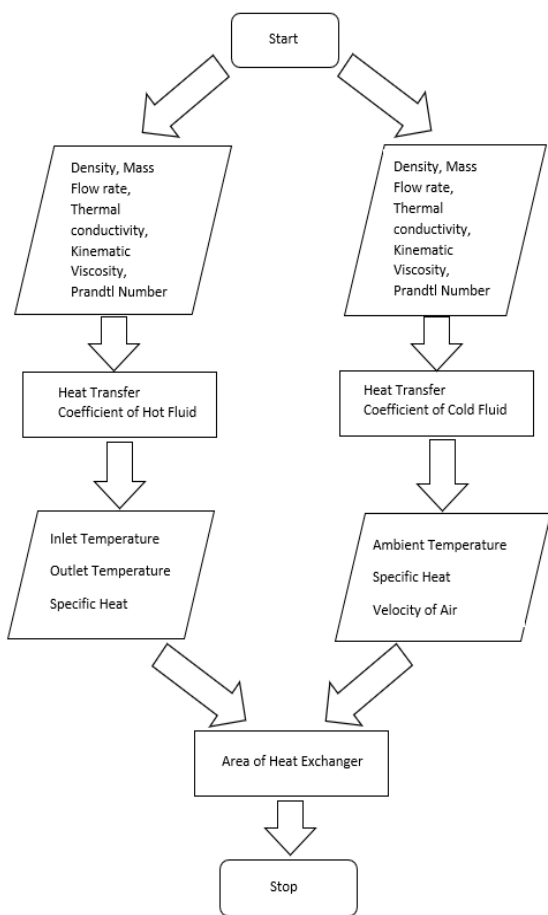 Start
Density, Mass
Flow rate,
Thermal
conductivity,
Kinematic
Viscosity,
Prandtl Number
Density, Mass
Flow rate,
Thermal
conductivity,
Kinematic
Viscosity,
Prandtl Number
Heat Transfer
Coefficient of Hot Fluid
Heat Transfer
Coefficient of Cold Fluid
Inlet Temperature
Outlet Temperature
Specific Heat
Ambient Temperature
Specific Heat
Velocity of Air
Area of Heat Exchanger
Stop